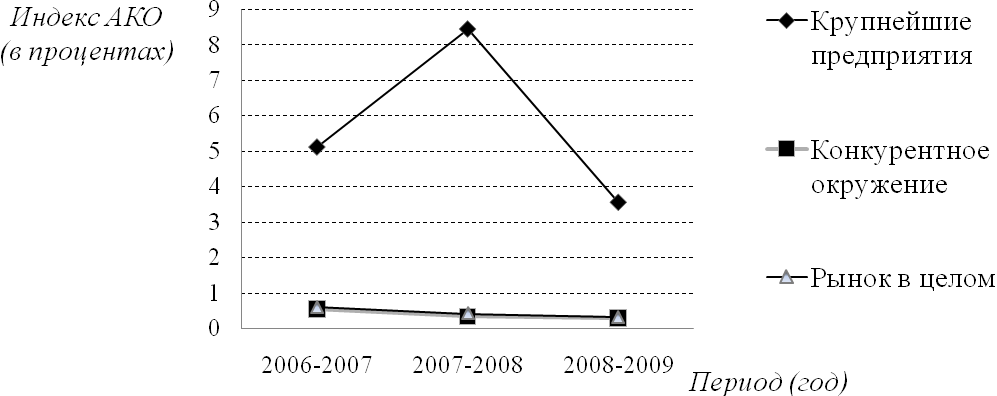 Индекс АКО
(в процентах)
9
8
7
6
5
4
3
2
1
0
2006-2007
2007-2008
2008-2009
Период (год)
Крупнейшие
предприятия
Конкурентное
окружение
Рынок в целом